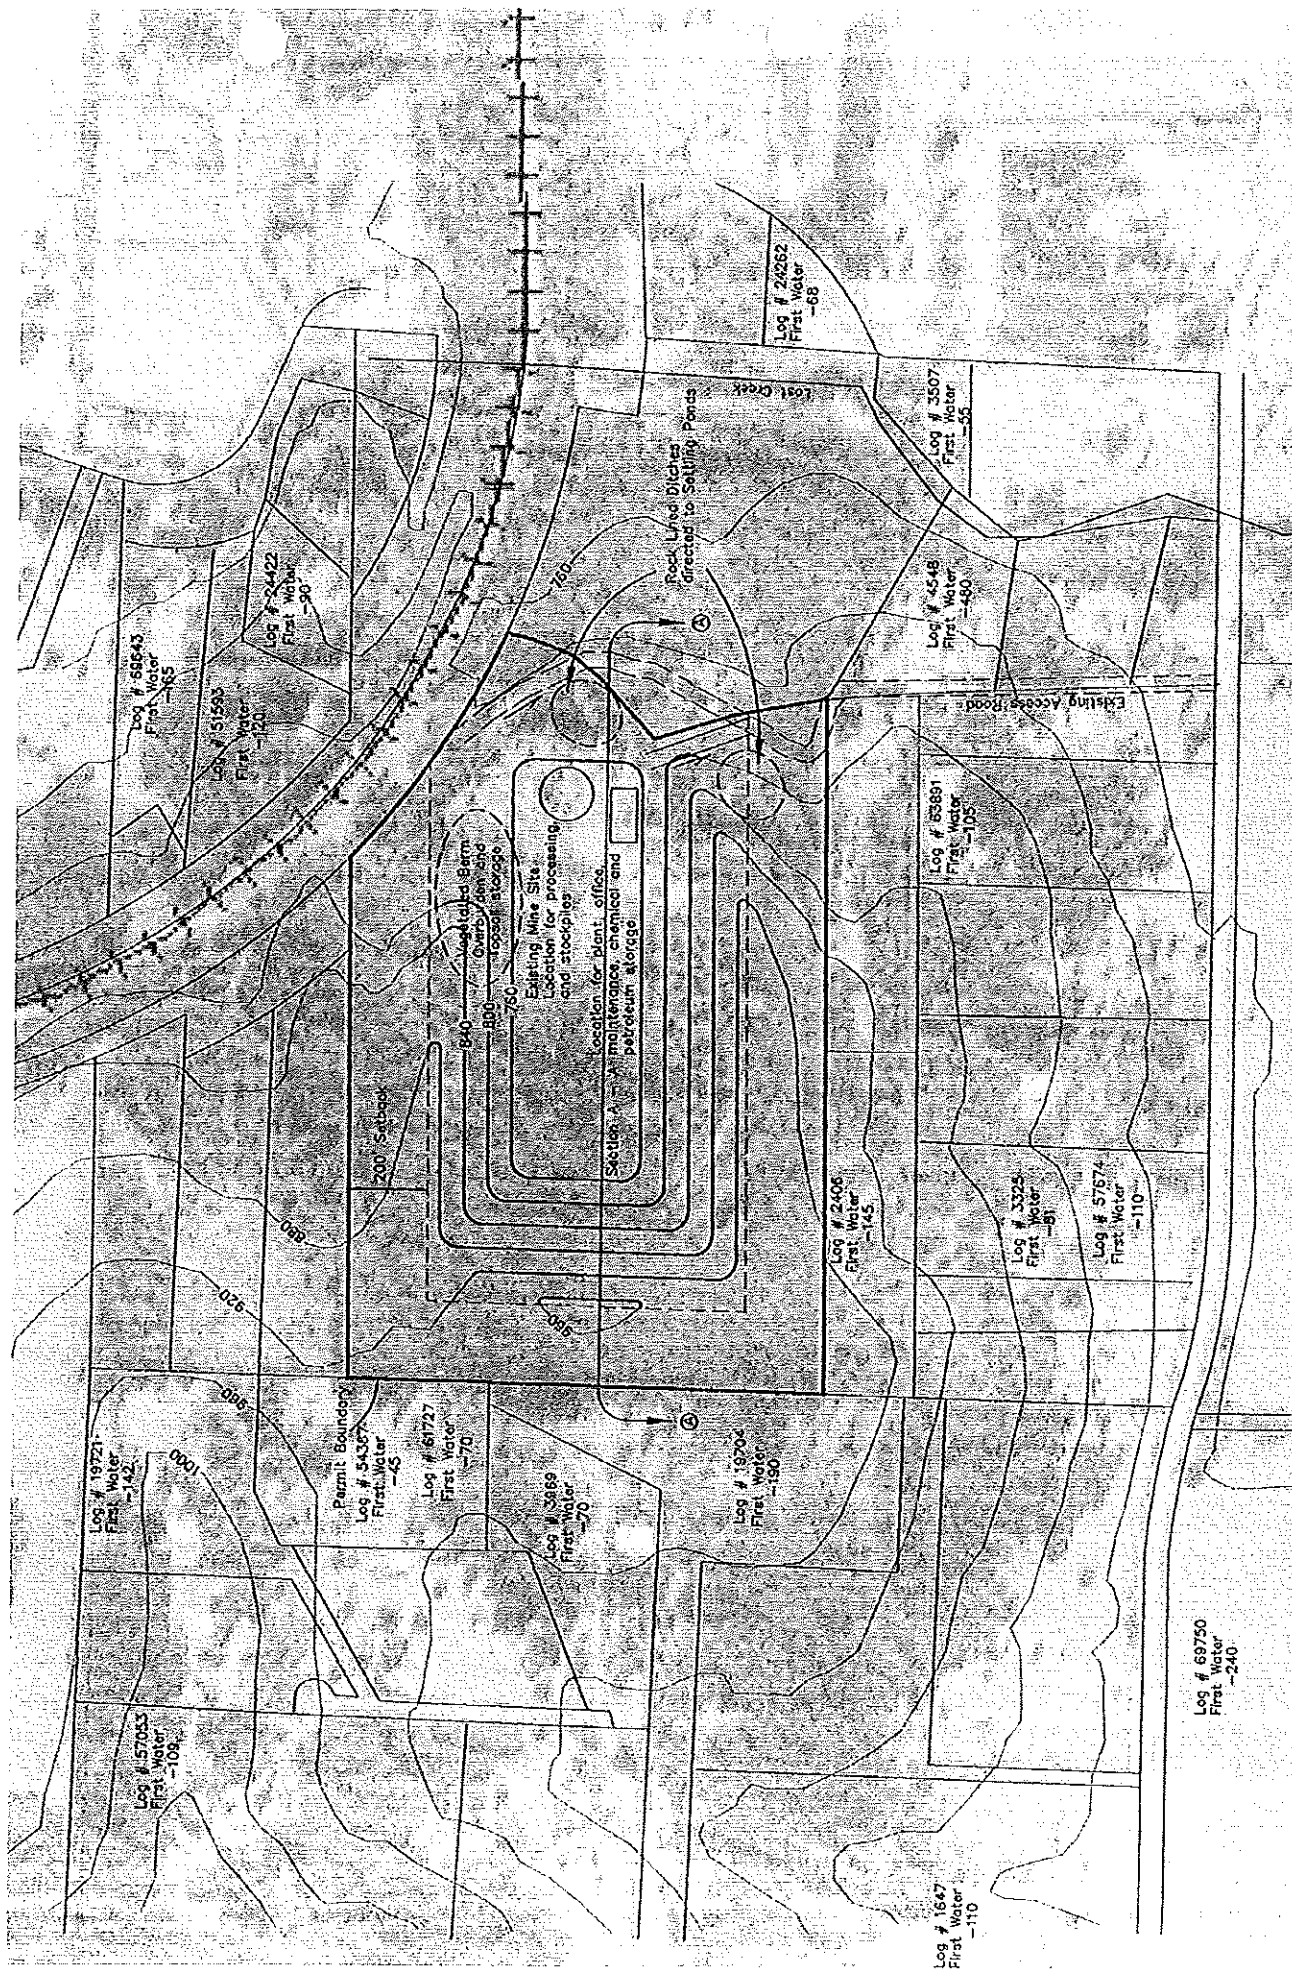 Log # 69643
First Water
-165
Log # 51593
First Water
-120
Log # 24422
First Water
-90
Log # 24262
First Water
-68
Lost Creek
Log # 3507
First Water
-55
Rock Lined Ditches
directed to Settling Ponds
760
A
Log # 4548
First Water
-480
Existing Access Road
Log # 63891
First Water
-105
Vegetated Berm
Overburden and
topsoil storage
Existing Mine Site
Location for processing
and stockpiles
Location for plant office,
maintenance chemical and
petroleum storage
840
800
760
Section A - A
200' Setback
880
920
960
960
1000
Log # 2406
First Water
-145
Log # 3325
First Water
-81
Log # 57674
First Water
-110
Log # 19721
First Water
-142
Permit Boundary
Log # 54367
First Water
-45
Log # 61727
First Water
-70
Log # 3969
First Water
-70
A
Log # 19704
First Water
-190
Log # 57053
First Water
-109
Log # 69750
First Water
-240
Log # 1647
First Water
-110